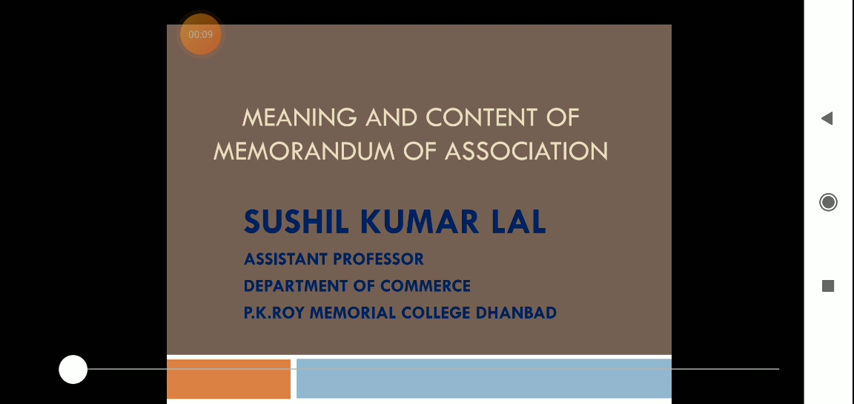 00:09
MEANING AND CONTENT OF
MEMORANDUM OF ASSOCIATION
SUSHIL KUMAR LAL
ASSISTANT PROFESSOR
DEPARTMENT OF COMMERCE
P.K.ROY MEMORIAL COLLEGE DHANBAD